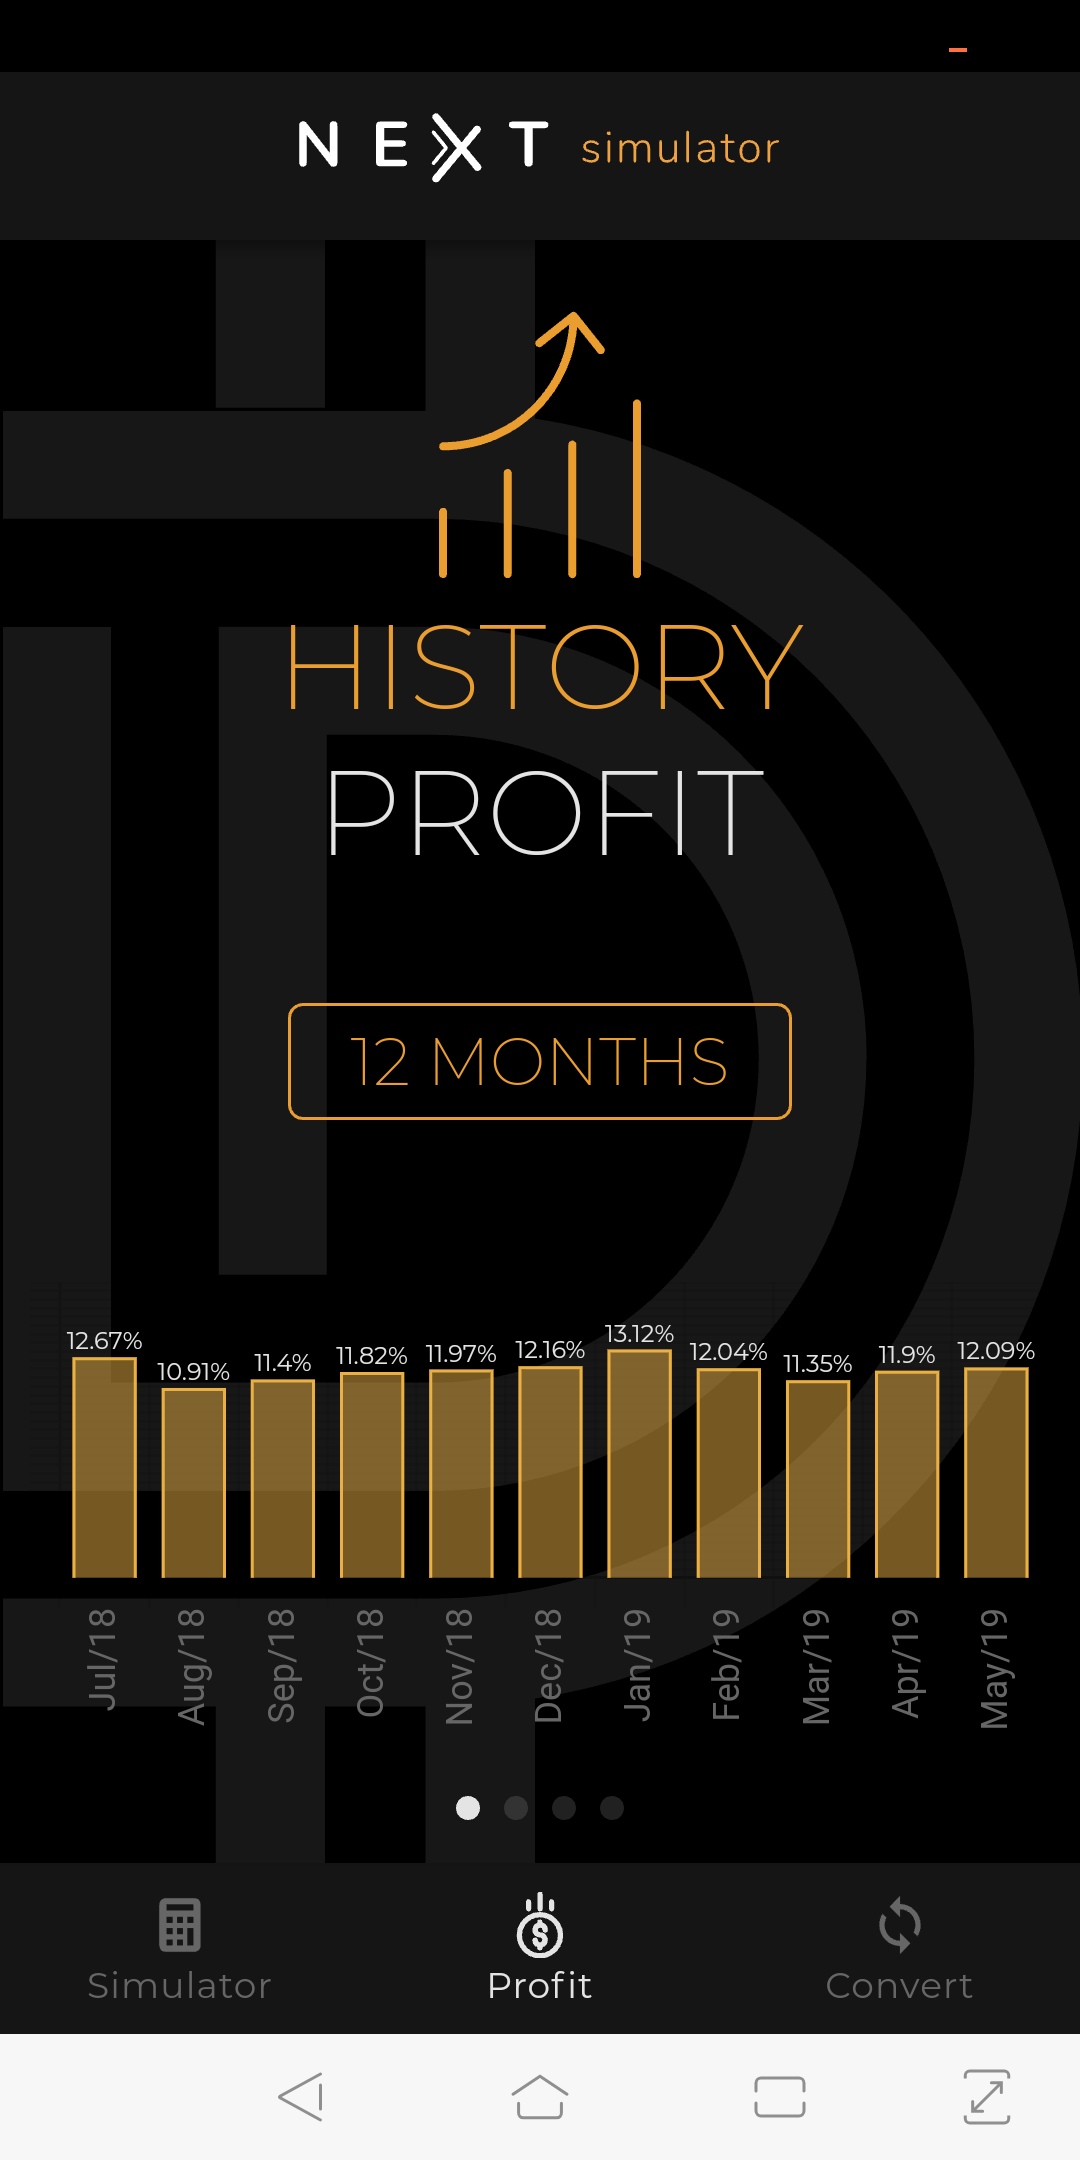 NEXT simulator
HISTORY
PROFIT
12 MONTHS
12.67% 10.91% 11.4% 11.82% 11.97% 12.16% 13.12% 12.04% 11.35% 11.9% 12.09%
Jul/18 Aug/18 Sep/18 Oct/18 Nov/18 Dec/18 Jan/19 Feb/19 Mar/19 Apr/19 May/19
Simulator Profit Convert